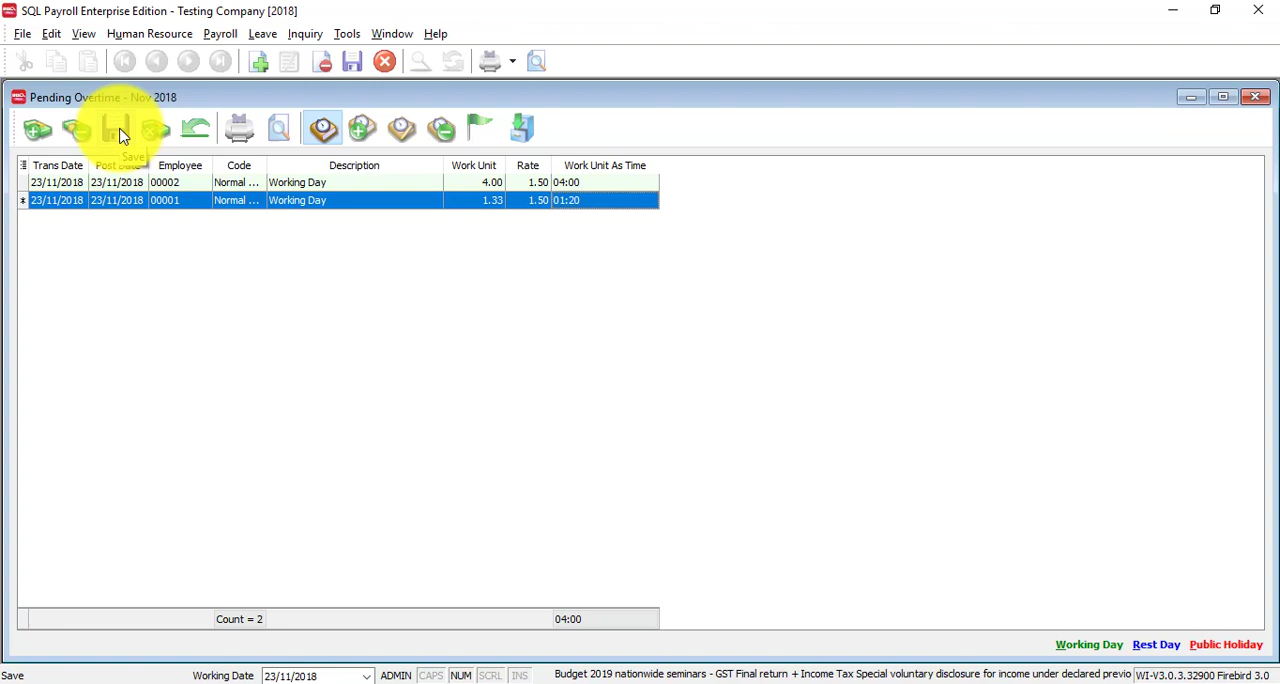 SQL Payroll Enterprise Edition - Testing Company [2018]
File Edit View Human Resource Payroll Leave Inquiry Tools Window Help
Pending Overtime - Nov 2018
Save
Trans Date Post Date Employee Code Description Work Unit Rate Work Unit As Time
23/11/2018 23/11/2018 00002 Normal ... Working Day 4.00 1.50 04:00
23/11/2018 23/11/2018 00001 Normal ... Working Day 1.33 1.50 01:20
Count = 2 04:00
Working Day Rest Day Public Holiday
Save Working Date 23/11/2018 ADMIN CAPS NUM SCRL INS Budget 2019 nationwide seminars - GST Final return + Income Tax Special voluntary disclosure for income under declared previo WI-V3.0.3.32900 Firebird 3.0